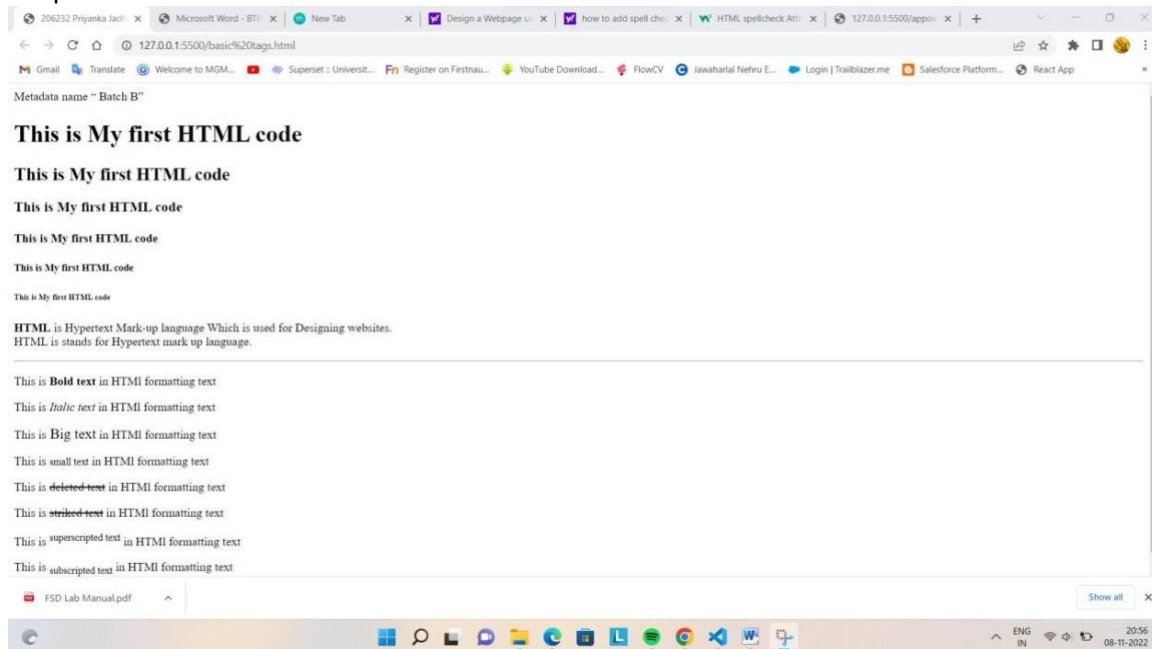 206232 Priyanka Jadh
Microsoft Word - BTE
New Tab
Design a Webpage u
how to add spell chec
HTML spellcheck Att
127.0.0.1:5500/appo
127.0.0.1:5500/basic%20tags.html
Gmail Translate Welcome to MGM... Superset :: Universit... Fn Register on Firstnau... YouTube Download... FlowCV Jawaharlal Nehru E... Login | Trailblazer.me Salesforce Platform... React App »
Metadata name “ Batch B”
This is My first HTML code
This is My first HTML code
This is My first HTML code
This is My first HTML code
This is My first HTML code
This is My first HTML code
HTML is Hypertext Mark-up language Which is used for Designing websites.
HTML is stands for Hypertext mark up language.
This is Bold text in HTMl formatting text
This is Italic text in HTMl formatting text
This is Big text in HTMl formatting text
This is small text in HTMl formatting text
This is deleted text in HTMl formatting text
This is striked text in HTMl formatting text
This is superscripted text in HTMl formatting text
This is subscripted text in HTMl formatting text
FSD Lab Manual.pdf
Show all
ENG 20:56
IN 08-11-2022